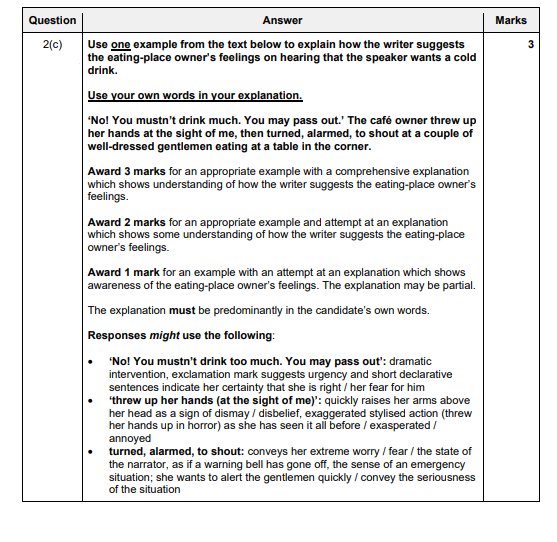 Question Answer Marks
2(c) Use one example from the text below to explain how the writer suggests 3
the eating-place owner's feelings on hearing that the speaker wants a cold
drink.
Use your own words in your explanation.
'No! You mustn't drink much. You may pass out.' The café owner threw up
her hands at the sight of me, then turned, alarmed, to shout at a couple of
well-dressed gentlemen eating at a table in the corner.
Award 3 marks for an appropriate example with a comprehensive explanation
which shows understanding of how the writer suggests the eating-place owner's
feelings.
Award 2 marks for an appropriate example and attempt at an explanation
which shows some understanding of how the writer suggests the eating-place
owner's feelings.
Award 1 mark for an example with an attempt at an explanation which shows
awareness of the eating-place owner's feelings. The explanation may be partial.
The explanation must be predominantly in the candidate's own words.
Responses might use the following:
• 'No! You mustn't drink too much. You may pass out': dramatic
intervention, exclamation mark suggests urgency and short declarative
sentences indicate her certainty that she is right / her fear for him
• 'threw up her hands (at the sight of me)': quickly raises her arms above
her head as a sign of dismay / disbelief, exaggerated stylised action (threw
her hands up in horror) as she has seen it all before / exasperated /
annoyed
• turned, alarmed, to shout: conveys her extreme worry / fear / the state of
the narrator, as if a warning bell has gone off, the sense of an emergency
situation; she wants to alert the gentlemen quickly / convey the seriousness
of the situation